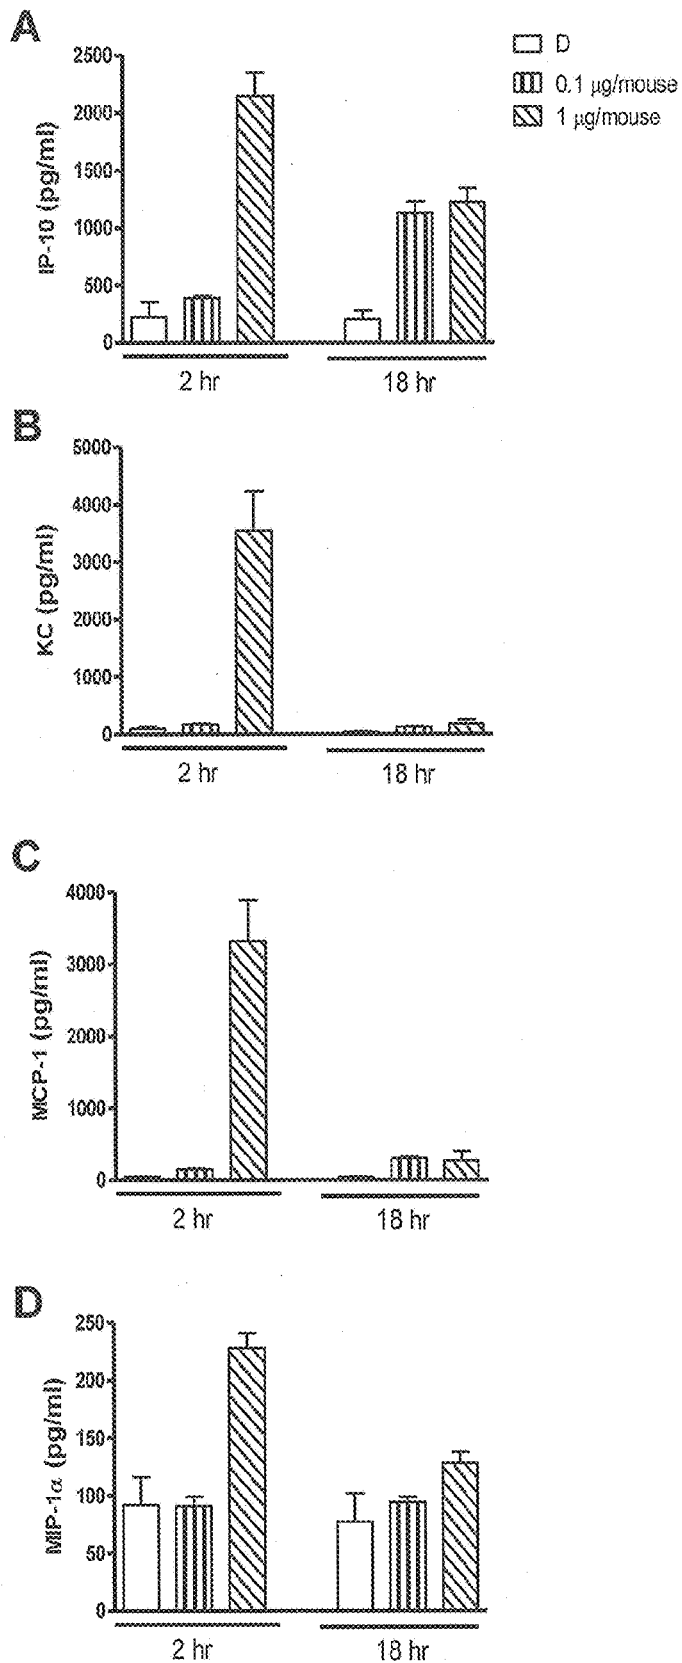 A
D
0.1 µg/mouse
1 µg/mouse
2500
2000
1500
1000
500
0
IP-10 (pg/ml)
2 hr
18 hr
B
5000
4000
3000
2000
1000
0
KC (pg/ml)
2 hr
18 hr
C
4000
3000
2000
1000
0
MCP-1 (pg/ml)
2 hr
18 hr
D
250
200
150
100
50
0
MIP-1α (pg/ml)
2 hr
18 hr